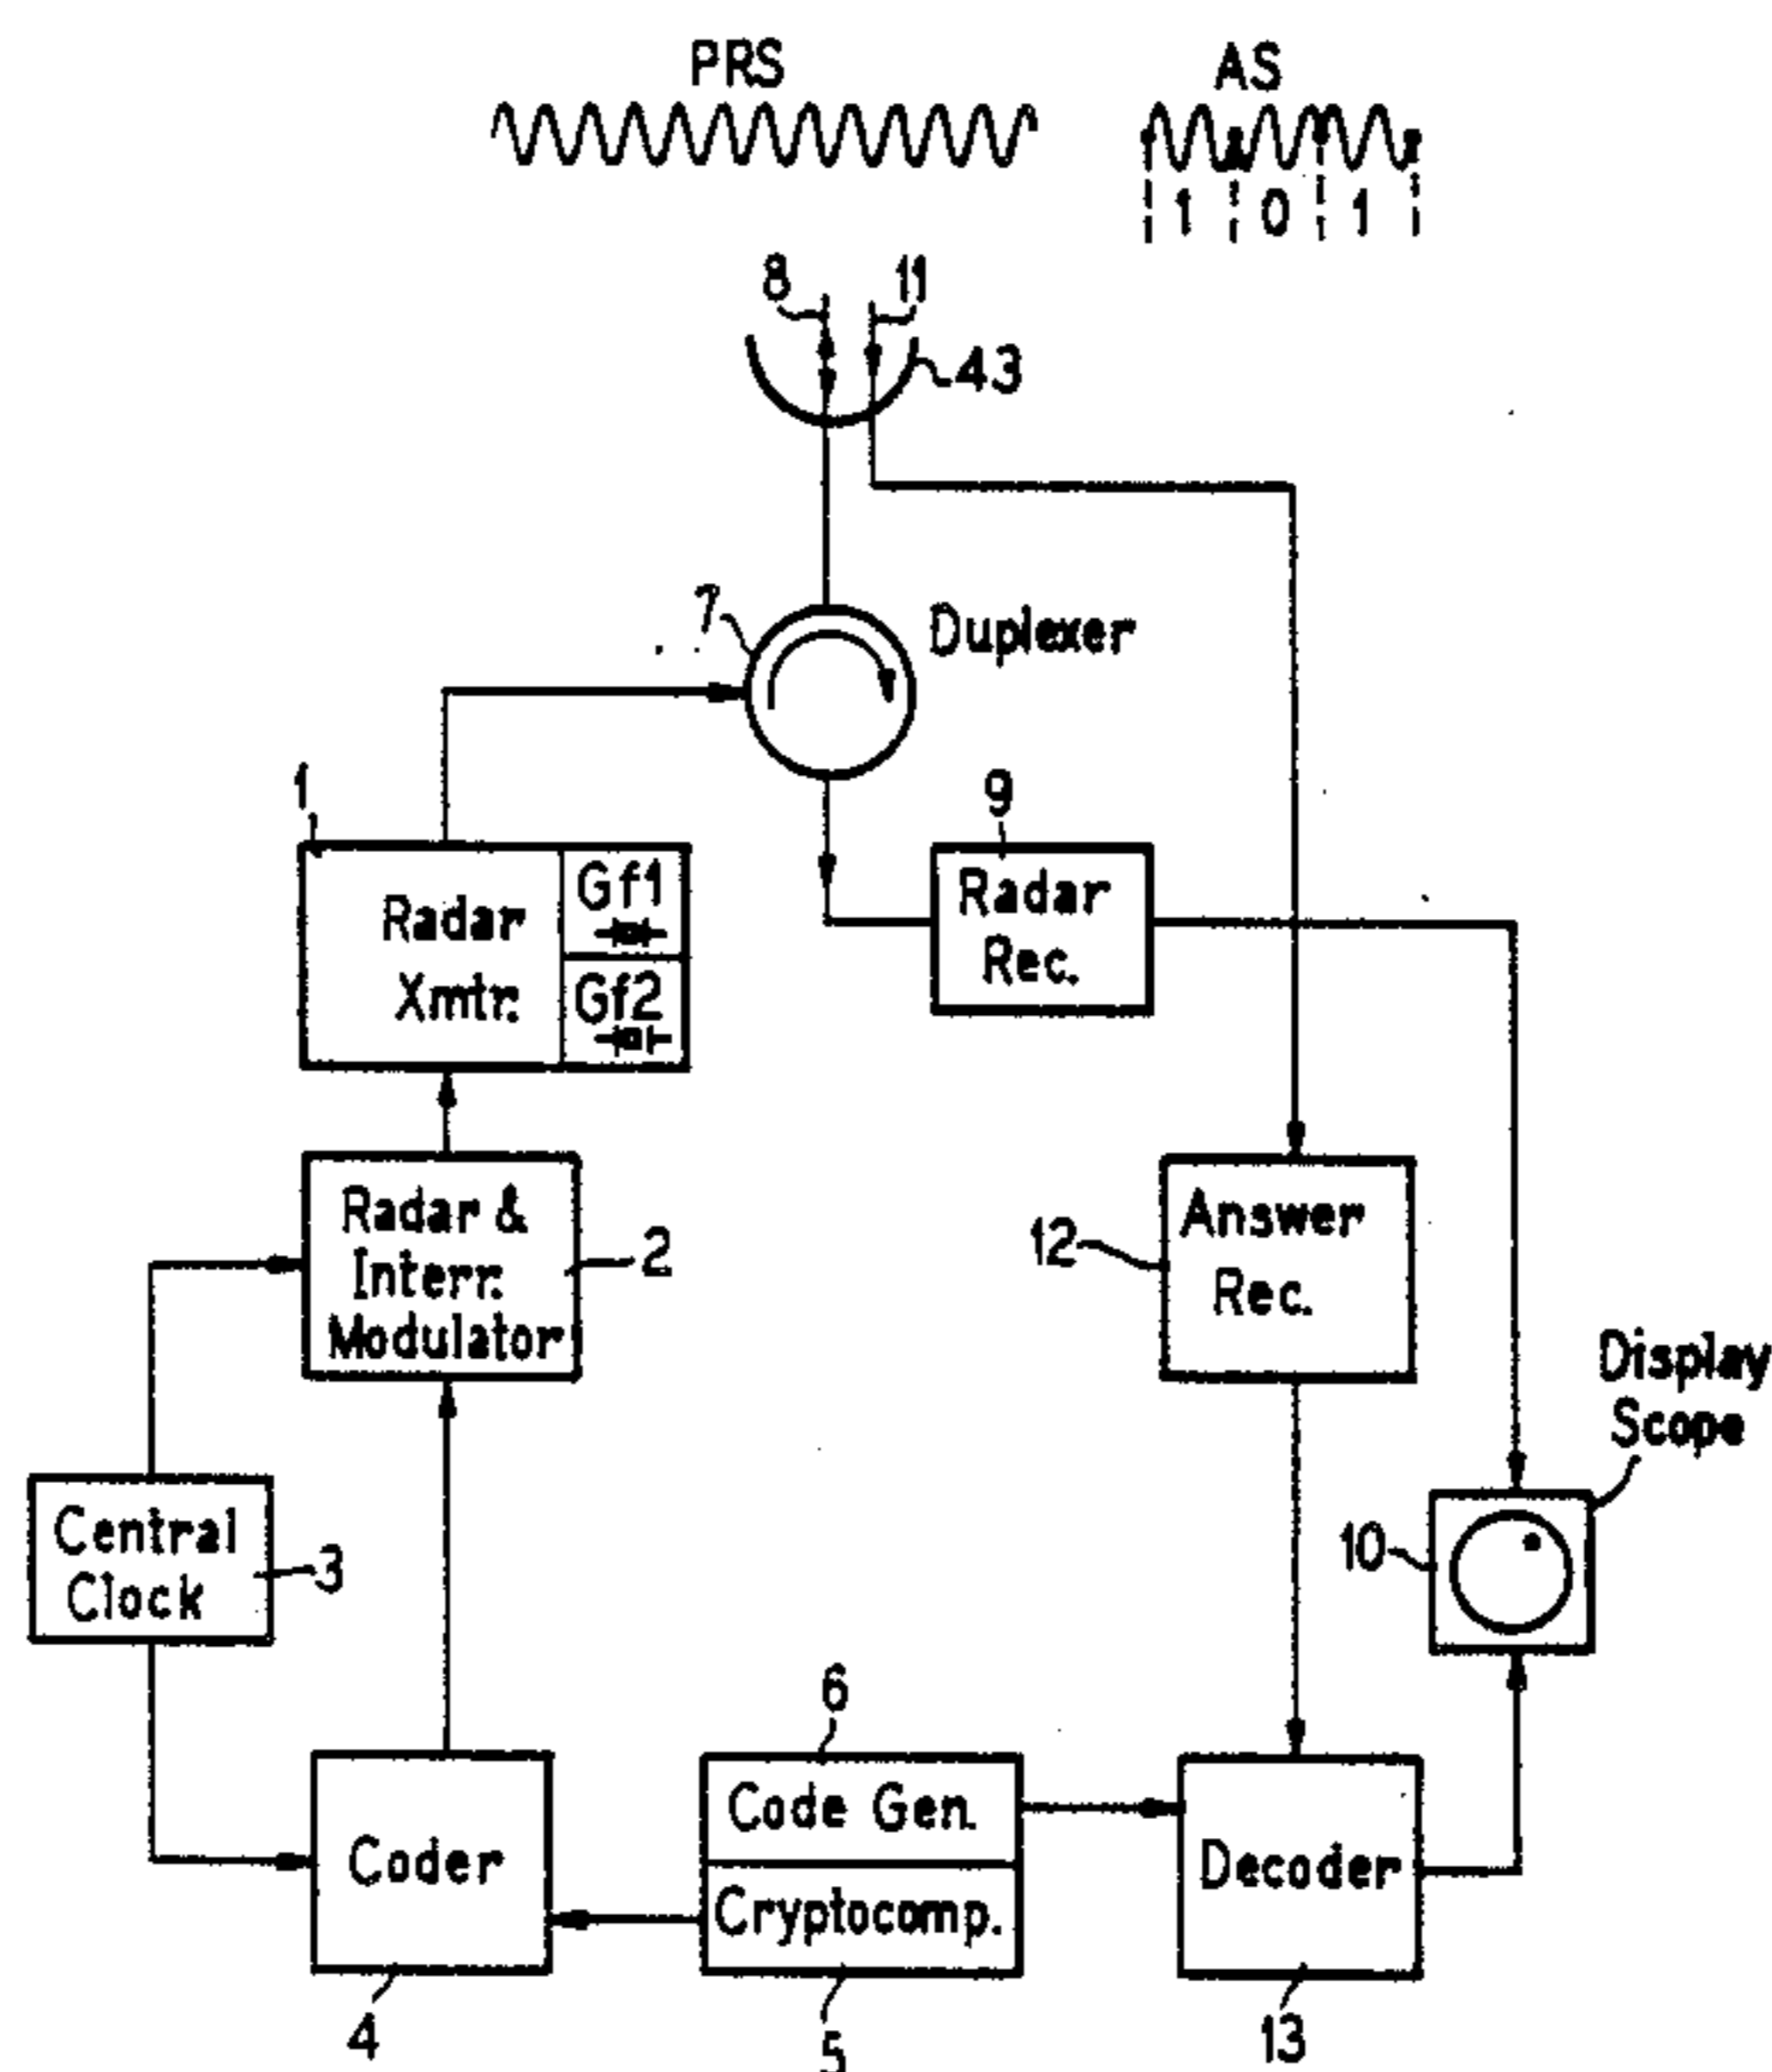 PRS
AS
1 0 1
8
11
43
7
Duplexer
1
9
Radar
Xmtr.
Gf1
Gf2
Radar
Rec.
Radar &
Interr.
Modulator
2
12
Answer
Rec.
Display
Scope
Central
Clock
3
10
6
Coder
Code Gen.
Cryptocomp.
Decoder
4
5
13